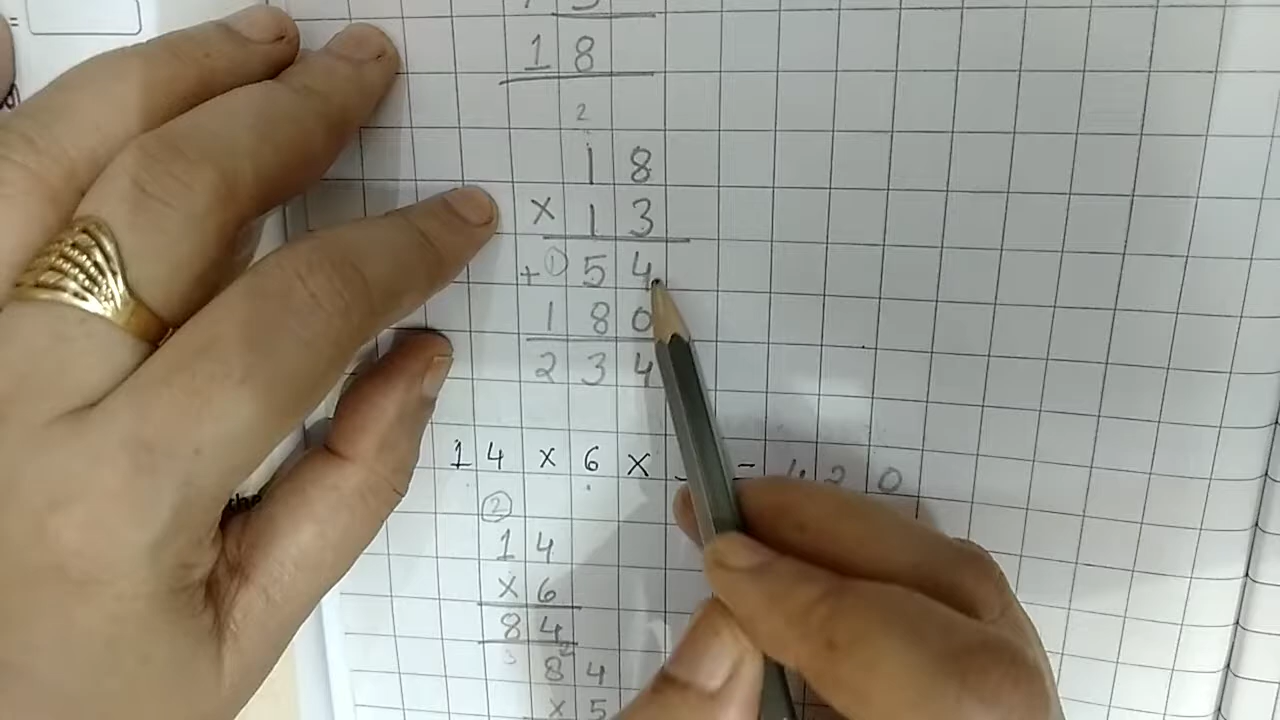 1 8
2
1 8
x 1 3
+ ① 5 4
1 8 0
2 3 4
1 4 x 6 x = 4 2 0
②
1 4
x 6
8 4
3 2
8 4
x 5